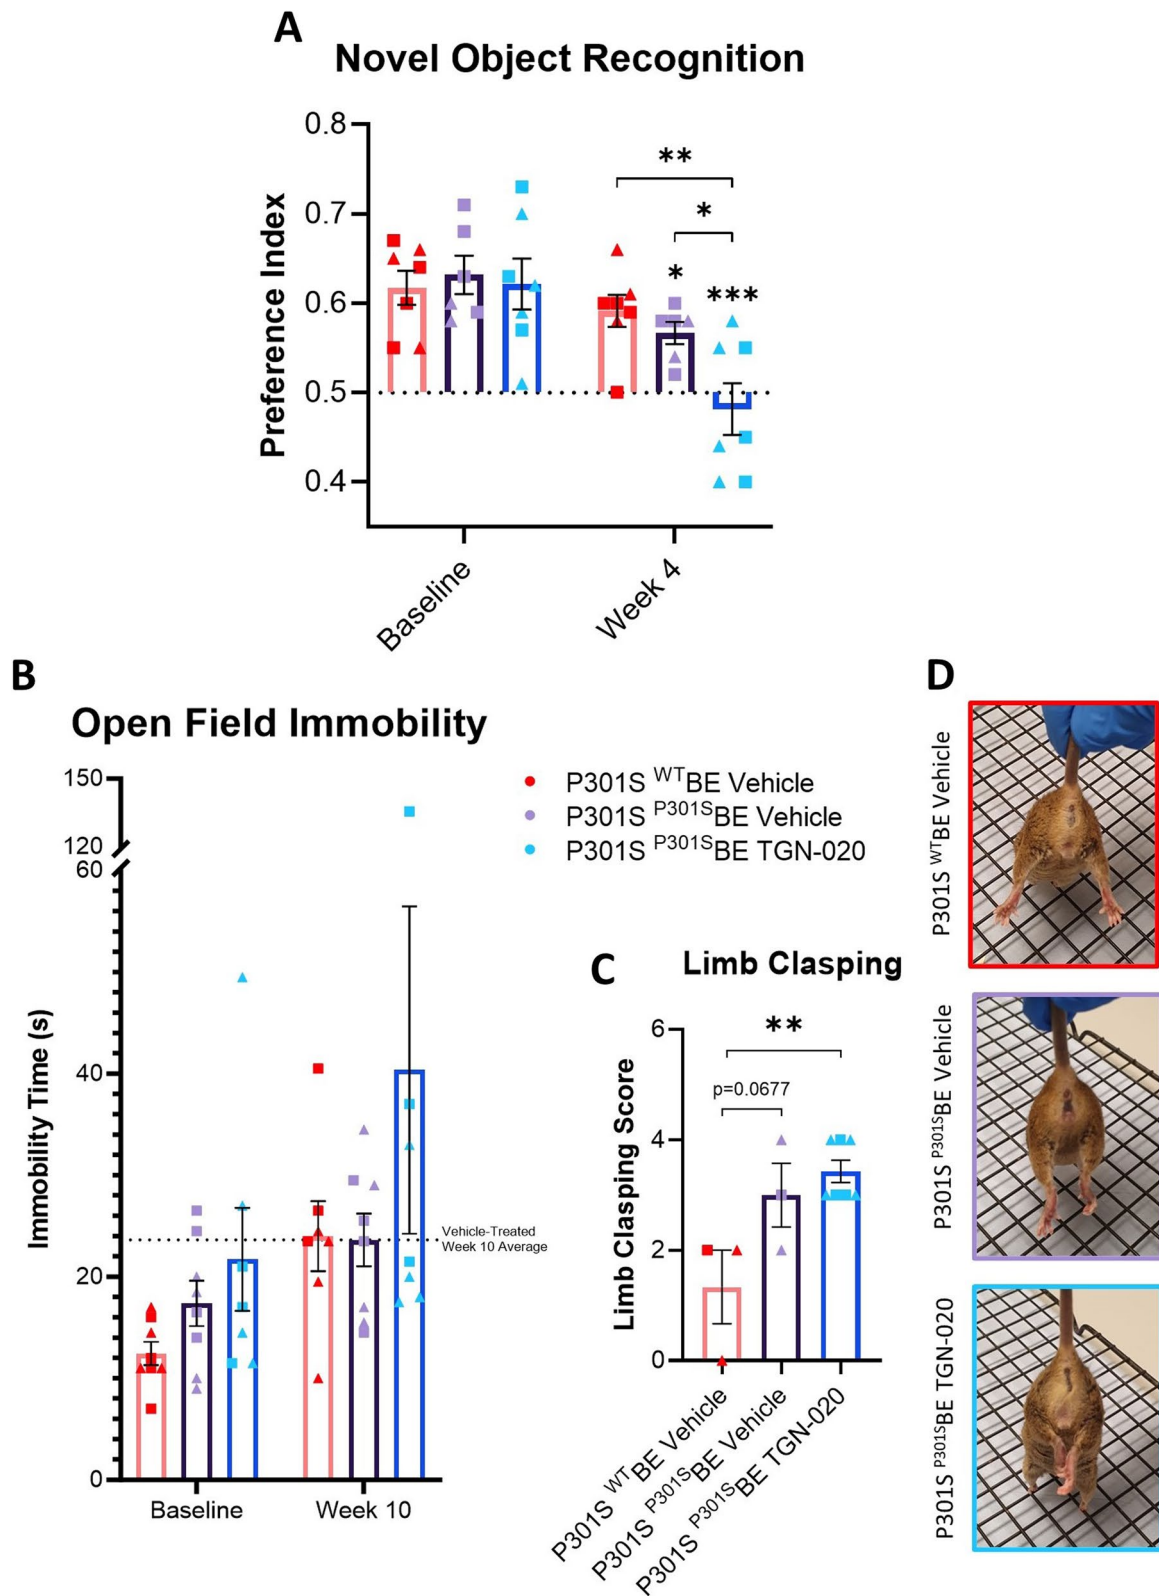 A
Novel Object Recognition
Preference Index
0.8
0.7
0.6
0.5
0.4
**
*
*
***
Baseline
Week 4
B
Open Field Immobility
Immobility Time (s)
150
120
60
40
20
0
Vehicle-Treated
Week 10 Average
Baseline
Week 10
P301S ᵂᵀBE Vehicle
P301S ᴾ³⁰¹ˢBE Vehicle
P301S ᴾ³⁰¹ˢBE TGN-020
C
Limb Clasping
Limb Clasping Score
6
4
2
0
**
p=0.0677
P301S ᵂᵀBE Vehicle
P301S ᴾ³⁰¹ˢBE Vehicle
P301S ᴾ³⁰¹ˢBE TGN-020
D
P301S ᵂᵀBE Vehicle
P301S ᴾ³⁰¹ˢBE Vehicle
P301S ᴾ³⁰¹ˢBE TGN-020